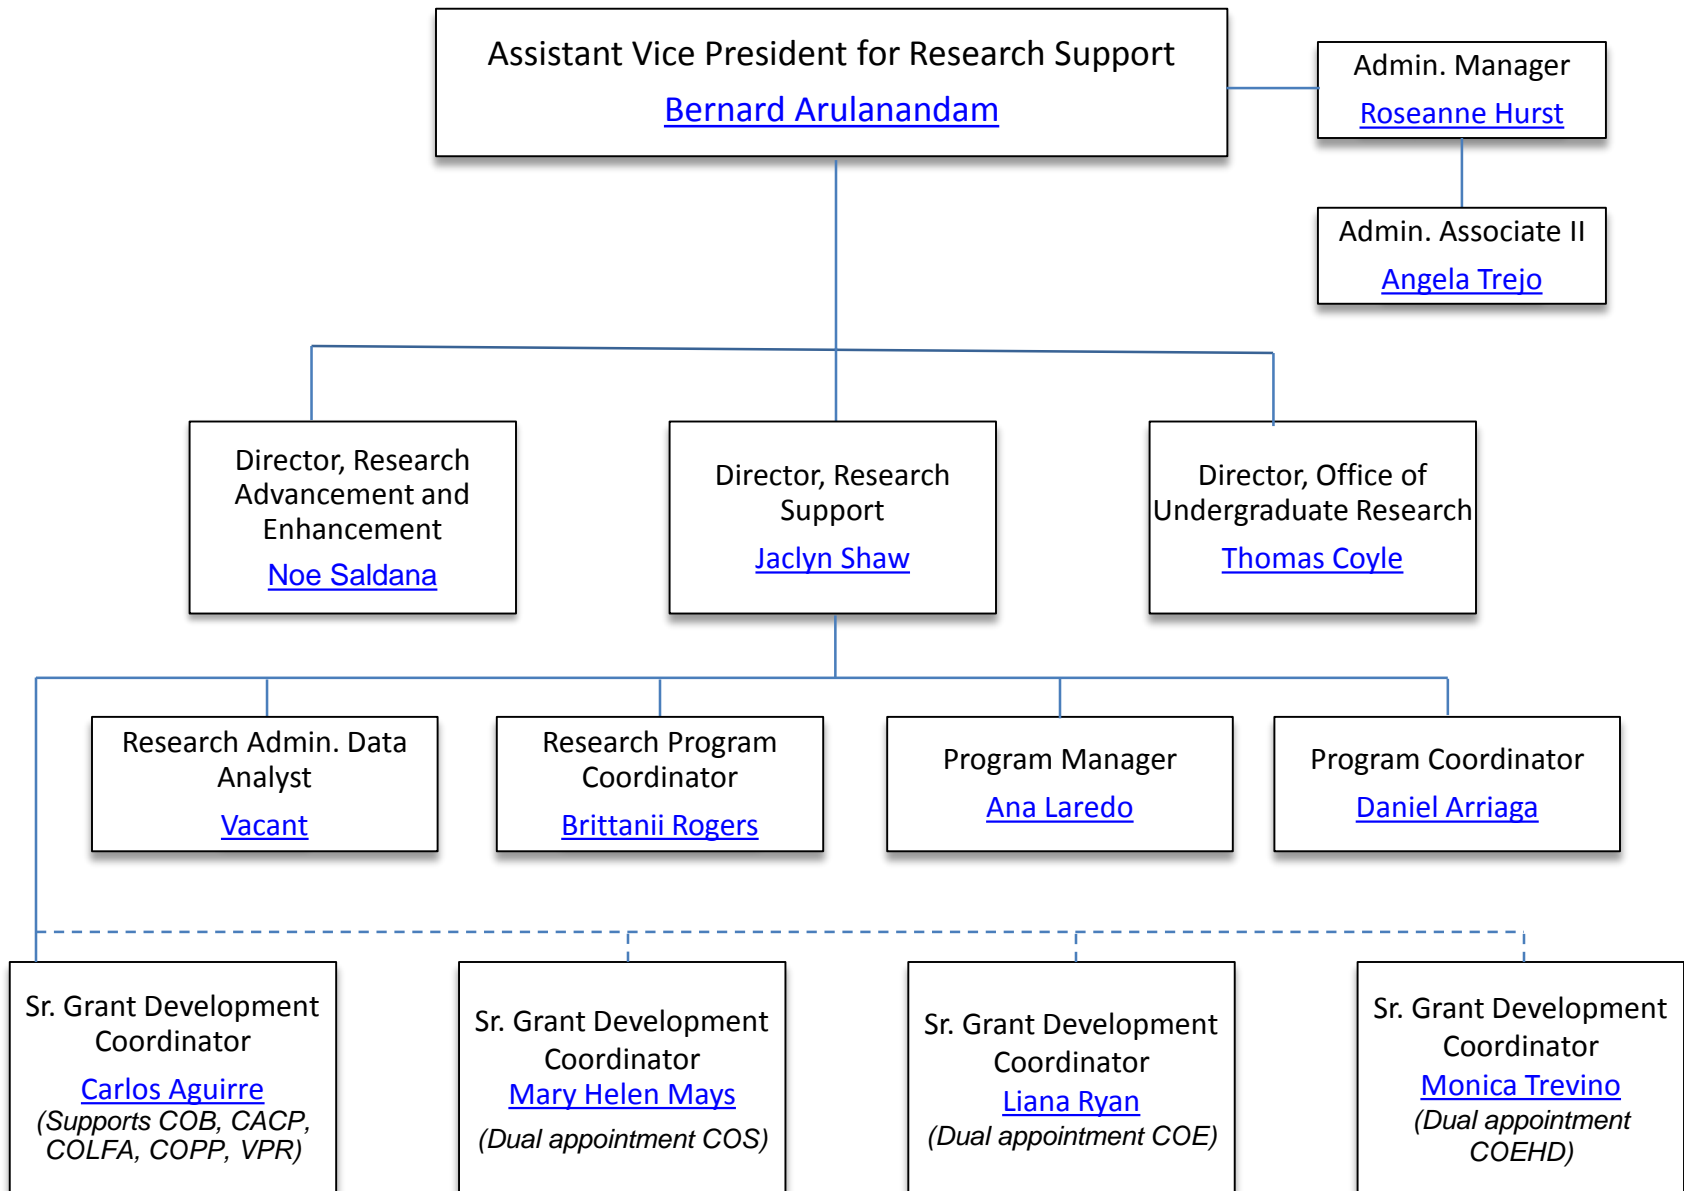 Assistant Vice President for Research Support
Bernard Arulanandam
Admin. Manager
Roseanne Hurst
Admin. Associate II
Angela Trejo
Director, Research
Advancement and
Enhancement
Noe Saldana
Director, Research
Support
Jaclyn Shaw
Director, Office of
Undergraduate Research
Thomas Coyle
Research Admin. Data
Analyst
Vacant
Research Program
Coordinator
Brittanii Rogers
Program Manager
Ana Laredo
Program Coordinator
Daniel Arriaga
Sr. Grant Development
Coordinator
Carlos Aguirre
(Supports COB, CACP,
COLFA, COPP, VPR)
Sr. Grant Development
Coordinator
Mary Helen Mays
(Dual appointment COS)
Sr. Grant Development
Coordinator
Liana Ryan
(Dual appointment COE)
Sr. Grant Development
Coordinator
Monica Trevino
(Dual appointment
COEHD)